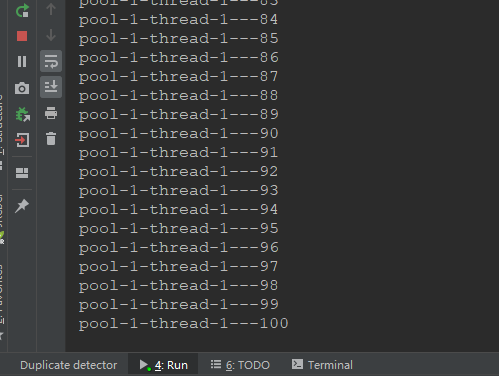 pool-1-thread-1---83
pool-1-thread-1---84
pool-1-thread-1---85
pool-1-thread-1---86
pool-1-thread-1---87
pool-1-thread-1---88
pool-1-thread-1---89
pool-1-thread-1---90
pool-1-thread-1---91
pool-1-thread-1---92
pool-1-thread-1---93
pool-1-thread-1---94
pool-1-thread-1---95
pool-1-thread-1---96
pool-1-thread-1---97
pool-1-thread-1---98
pool-1-thread-1---99
pool-1-thread-1---100
Duplicate detector 4: Run 6: TODO Terminal